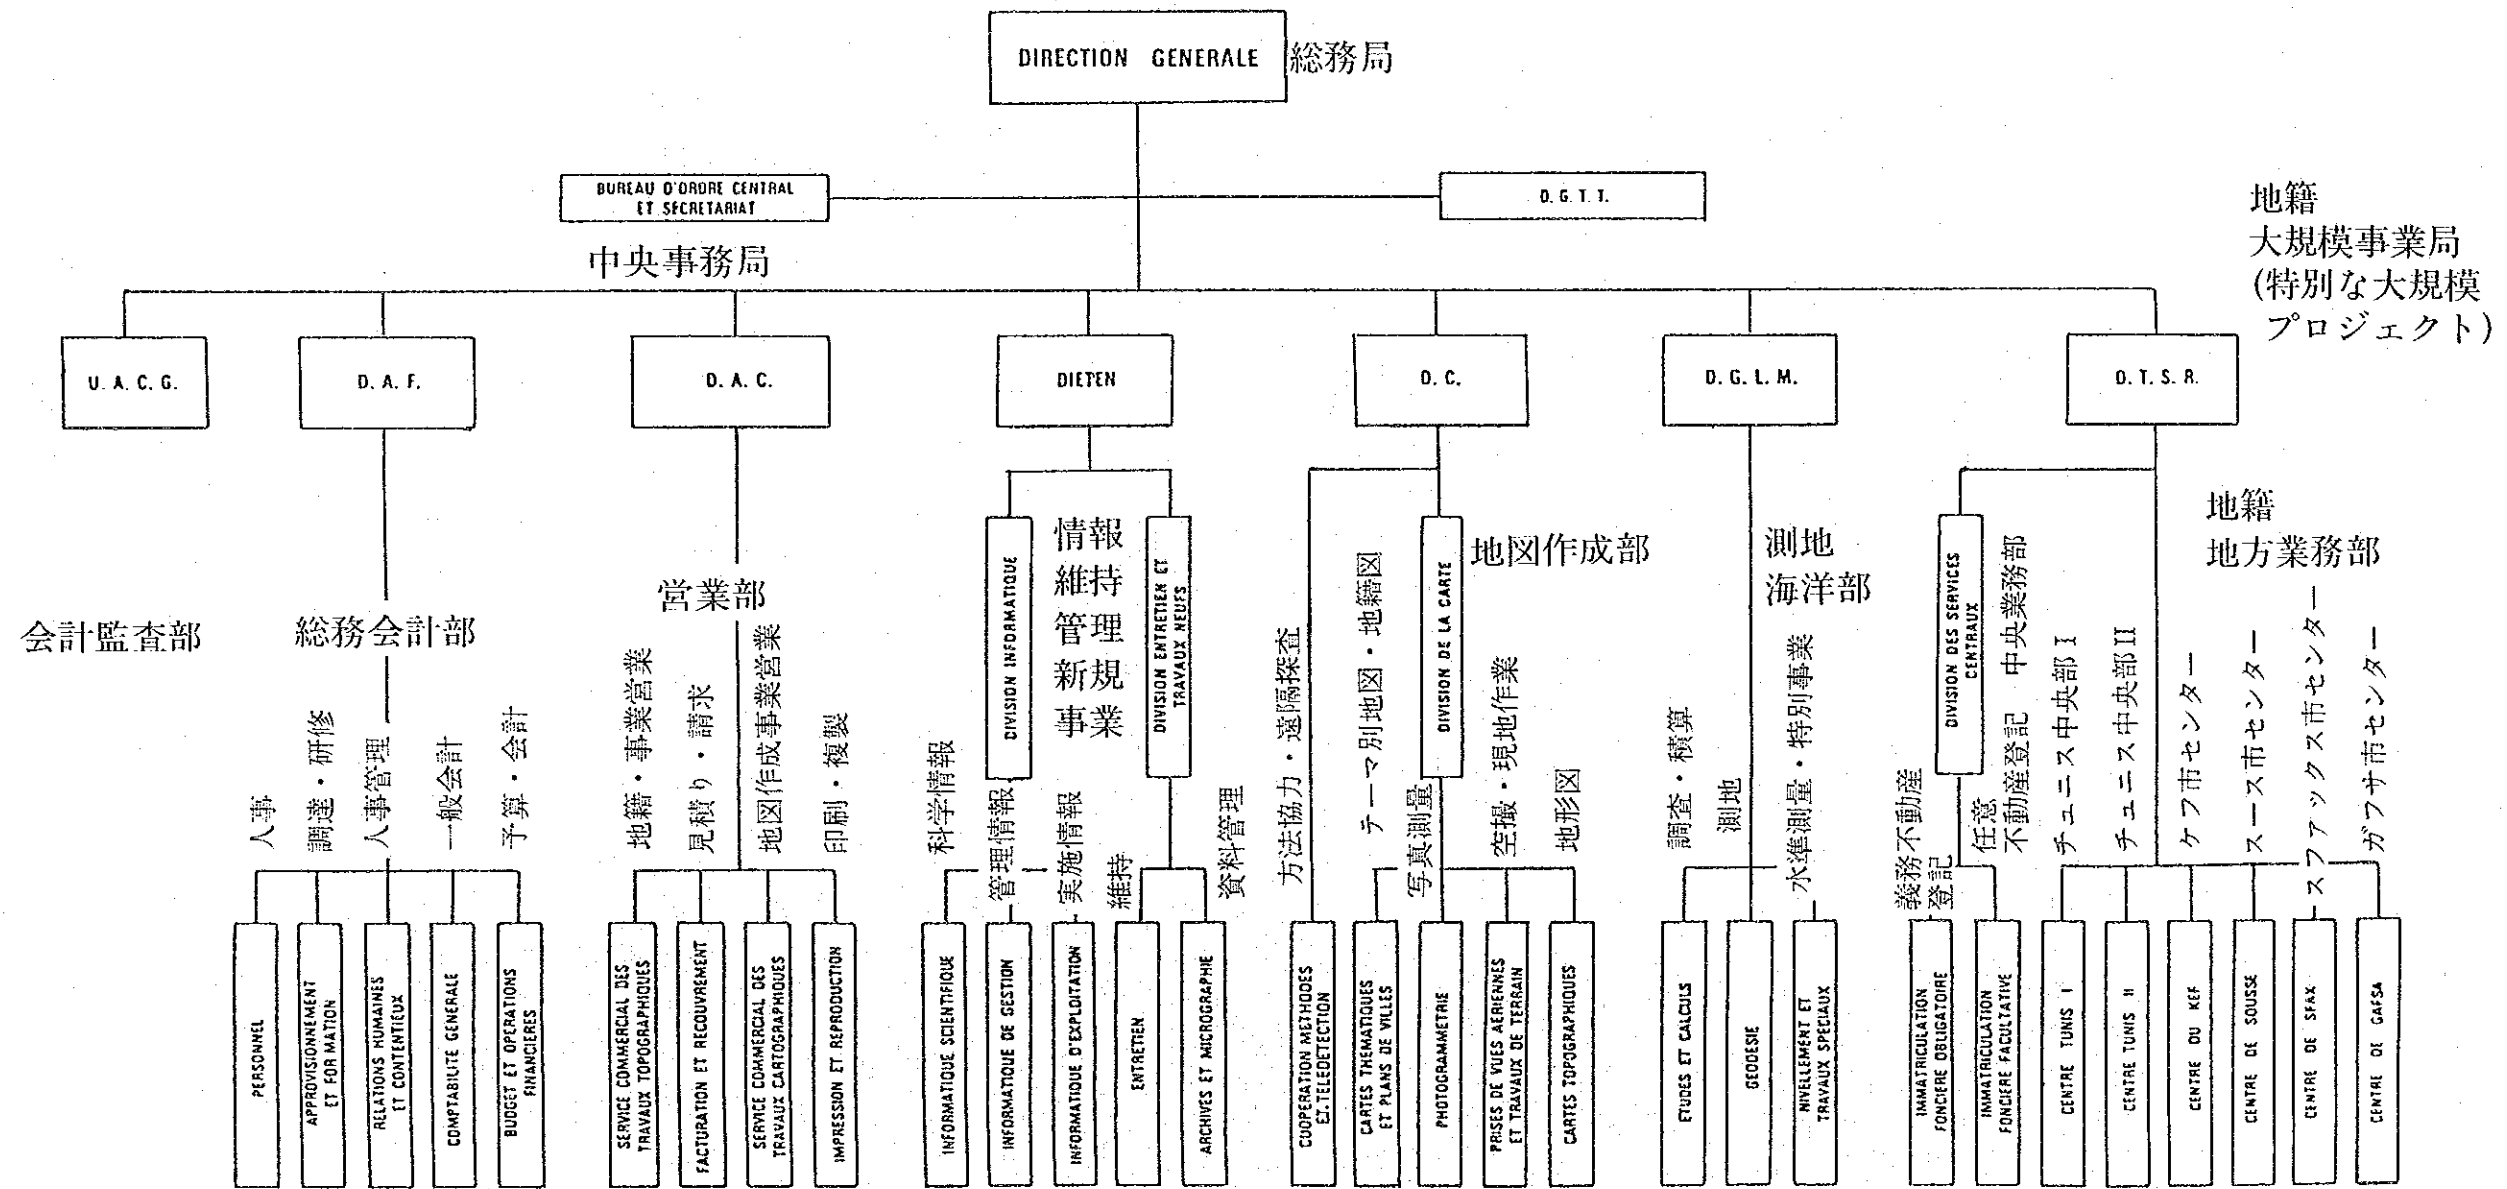 DIRECTION GENERALE
総務局
BUREAU D'ORDRE CENTRAL
ET SECRETARIAT
D. G. T. T.
中央事務局
地籍
大規模事業局
(特別な大規模
プロジェクト)
U. A. C. G.
D. A. F.
D. A. C.
DIETEN
D. C.
D. G. L. M.
D. T. S. R.
会計監査部
総務会計部
営業部
DIVISION INFORMATIQUE
情報
維持
管理
新規
事業
DIVISION ENTRETIEN ET
TRAVAUX NEUFS
DIVISION DE LA CARTE
地図作成部
測地
海洋部
DIVISION DES SERVICES
CENTRAUX
中央業務部
地籍
地方業務部
人事
調達・研修
人事管理
一般会計
予算・会計
地籍・事業営業
見積り・請求
地図作成事業営業
印刷・複製
科学情報
管理情報
実施情報
維持
資料管理
方法協力・遠隔探査
テーマ別地図・地籍図
写真測量
空撮・現地作業
地形図
調査・積算
測地
水準測量・特別事業
義務不動産
登記
任意
不動産登記
チュニス中央部I
チュニス中央部II
ケフ市センター
スース市センター
スファックス市センター
ガフサ市センター
PERSONNEL
APPROVISIONNEMENT
ET FORMATION
RELATIONS HUMAINES
ET CONTENTIEUX
COMPTABILITE GENERALE
BUDGET ET OPERATIONS
FINANCIERES
SERVICE COMMERCIAL DES
TRAVAUX TOPOGRAPHIQUES
FACTURATION ET RECOUVREMENT
SERVICE COMMERCIAL DES
TRAVAUX CARTOGRAPHIQUES
IMPRESSION ET REPRODUCTION
INFORMATIQUE SCIENTIFIQUE
INFORMATIQUE DE GESTION
INFORMATIQUE D'EXPLOITATION
ENTRETIEN
ARCHIVES ET MICROGRAPHIE
COOPERATION METHODES
ET.TELEDETECTION
CARTES THEMATIQUES
ET PLANS DE VILLES
PHOTOGRAMMETRIE
PRISES DE VUES AERIENNES
ET TRAVAUX DE TERRAIN
CARTES TOPOGRAPHIQUES
ETUDES ET CALCULS
GEODESIE
NIVELLEMENT ET
TRAVAUX SPECIAUX
IMMATRICULATION
FONCIERE OBLIGATOIRE
IMMATRICULATION
FONCIERE FACULTATIVE
CENTRE TUNIS I
CENTRE TUNIS II
CENTRE DU KEF
CENTRE DE SOUSSE
CENTRE DE SFAX
CENTRE DE GAFSA